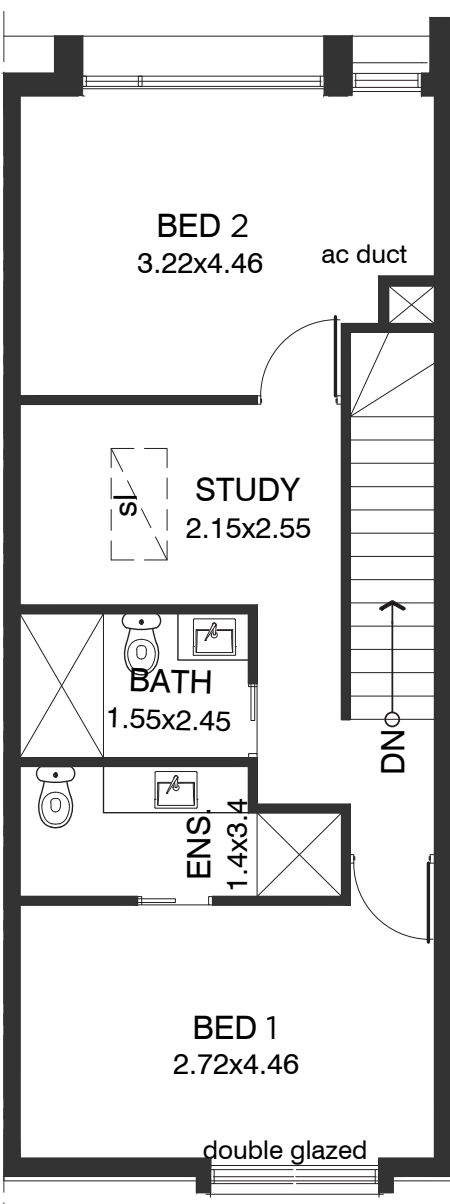 BED 2
3.22x4.46
ac duct
STUDY
2.15x2.55
sl
BATH
1.55x2.45
DN
ENS.
1.4x3.4
BED 1
2.72x4.46
double glazed